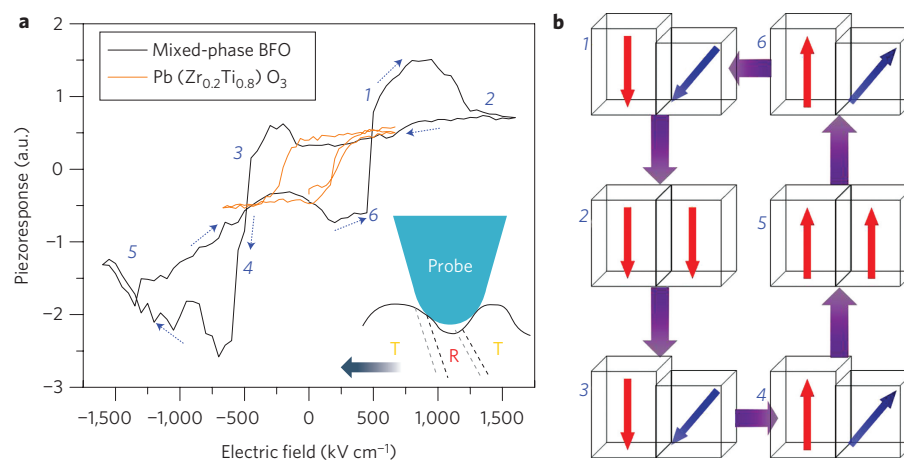 a
Mixed-phase BFO
Pb (Zr0.2Ti0.8) O3
Piezoresponse (a.u.)
2
1
0
−1
−2
−3
1
2
3
4
5
6
Probe
T
R
T
−1,500
−1,000
−500
0
500
1,000
1,500
Electric field (kV cm−1)
b
1
6
2
5
3
4